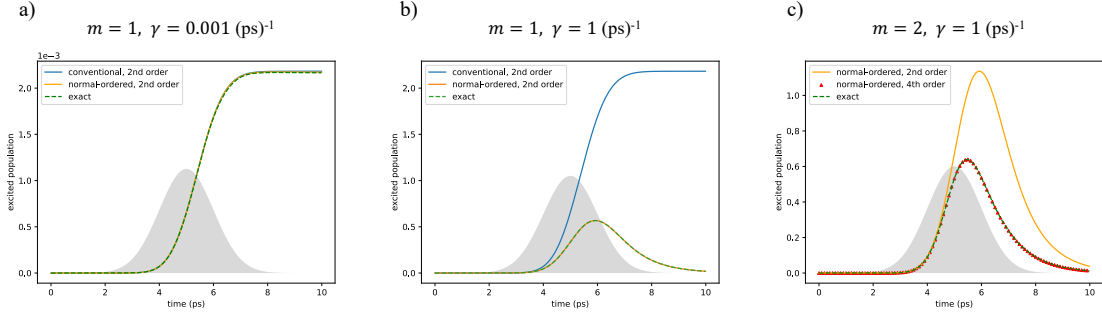 a)
m = 1, γ = 0.001 (ps)⁻¹
1e−3
conventional, 2nd order
normal-ordered, 2nd order
exact
excited population
2.0
1.5
1.0
0.5
0.0
0 2 4 6 8 10
time (ps)
b)
m = 1, γ = 1 (ps)⁻¹
conventional, 2nd order
normal-ordered, 2nd order
exact
excited population
2.0
1.5
1.0
0.5
0.0
0 2 4 6 8 10
time (ps)
c)
m = 2, γ = 1 (ps)⁻¹
normal-ordered, 2nd order
normal-ordered, 4th order
exact
excited population
1.0
0,8
0,6
0,4
0,2
0,0
0 2 4 6 8 10
time (ps)